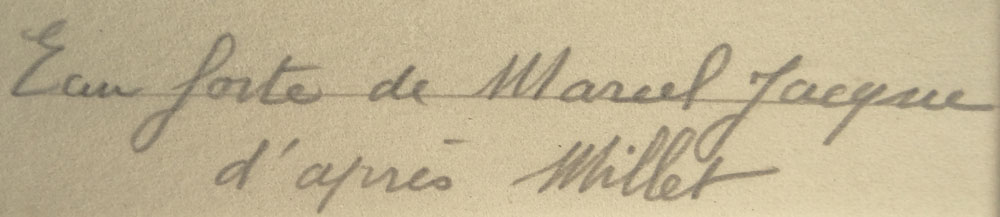 Eau forte de Marcel Jacque
d'après Millet